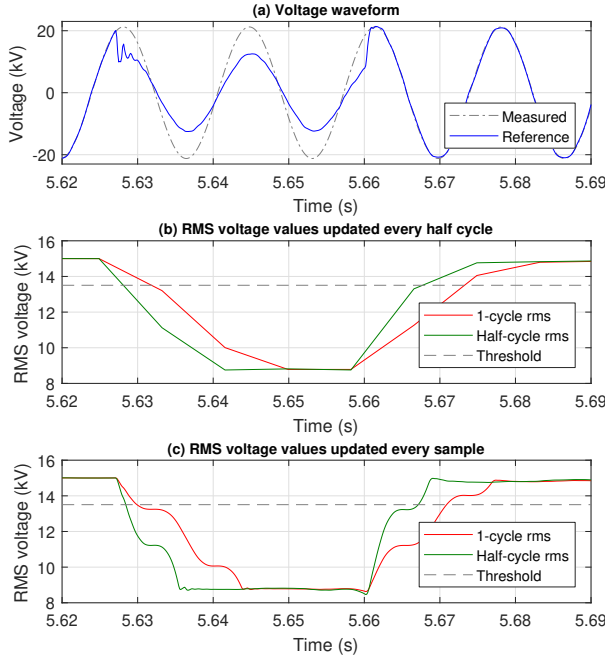 (a) Voltage waveform
Voltage (kV)
20
0
-20
Measured
Reference
5.62 5.63 5.64 5.65 5.66 5.67 5.68 5.69
Time (s)
(b) RMS voltage values updated every half cycle
RMS voltage (kV)
16
14
12
10
8
1-cycle rms
Half-cycle rms
Threshold
5.62 5.63 5.64 5.65 5.66 5.67 5.68 5.69
Time (s)
(c) RMS voltage values updated every sample
RMS voltage (kV)
16
14
12
10
8
1-cycle rms
Half-cycle rms
Threshold
5.62 5.63 5.64 5.65 5.66 5.67 5.68 5.69
Time (s)